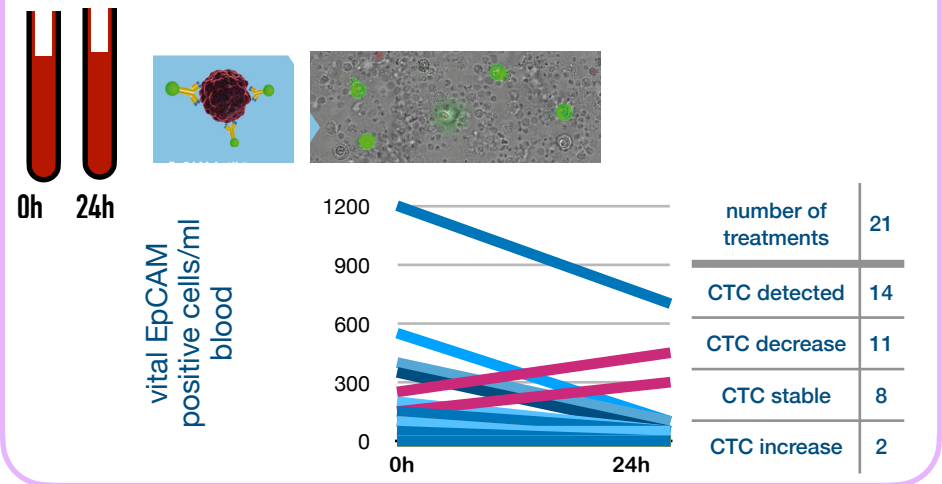 0h 24h
vital EpCAM
positive cells/ml
blood
1200
900
600
300
0
0h 24h
number of
treatments 21
CTC detected 14
CTC decrease 11
CTC stable 8
CTC increase 2